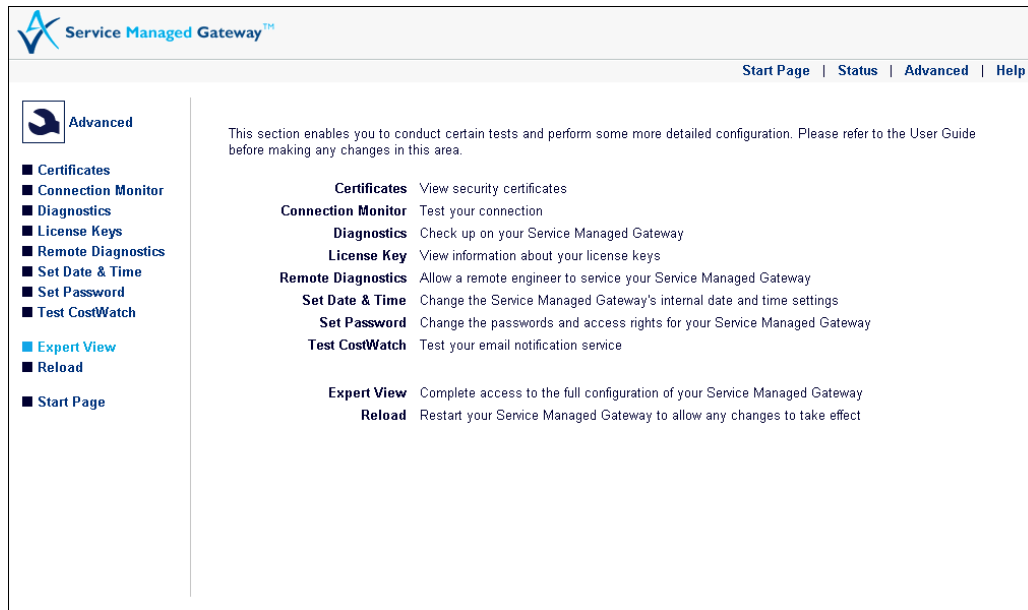 Service Managed Gateway™
Start Page | Status | Advanced | Help
Advanced
Certificates
Connection Monitor
Diagnostics
License Keys
Remote Diagnostics
Set Date & Time
Set Password
Test CostWatch
Expert View
Reload
Start Page
This section enables you to conduct certain tests and perform some more detailed configuration. Please refer to the User Guide
before making any changes in this area.
Certificates View security certificates
Connection Monitor Test your connection
Diagnostics Check up on your Service Managed Gateway
License Key View information about your license keys
Remote Diagnostics Allow a remote engineer to service your Service Managed Gateway
Set Date & Time Change the Service Managed Gateway's internal date and time settings
Set Password Change the passwords and access rights for your Service Managed Gateway
Test CostWatch Test your email notification service
Expert View Complete access to the full configuration of your Service Managed Gateway
Reload Restart your Service Managed Gateway to allow any changes to take effect